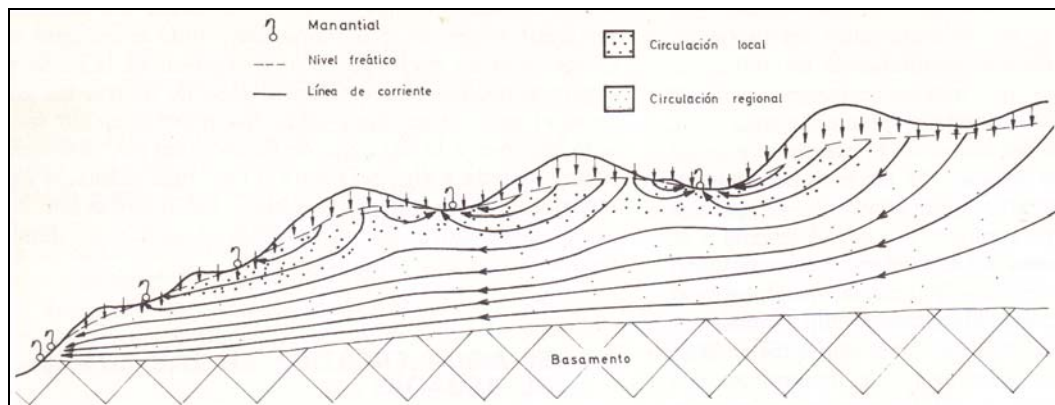 Manantial
Nivel freático
Línea de corriente
Circulación local
Circulación regional
Basamento